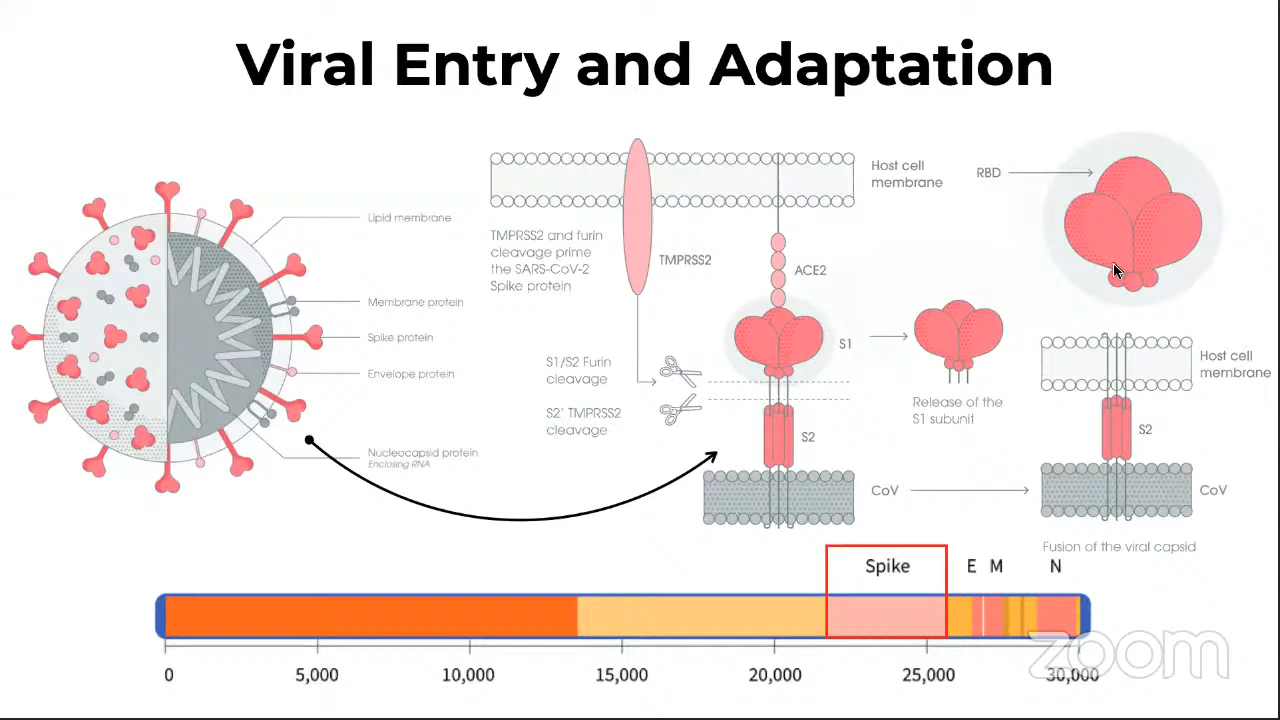 Viral Entry and Adaptation
Lipid membrane
Membrane protein
Spike protein
Envelope protein
Nucleocapsid protein
Enclosing RNA
TMPRSS2 and furin
cleavage prime
the SARS-CoV-2
Spike protein
TMPRSS2
S1/S2 Furin
cleavage
S2' TMPRSS2
cleavage
Host cell
membrane
ACE2
S1
S2
CoV
Release of the
S1 subunit
RBD
Host cell
membrane
S2
CoV
Fusion of the viral capsid
Spike
E
M
N
0
5,000
10,000
15,000
20,000
25,000
30,000
zoom